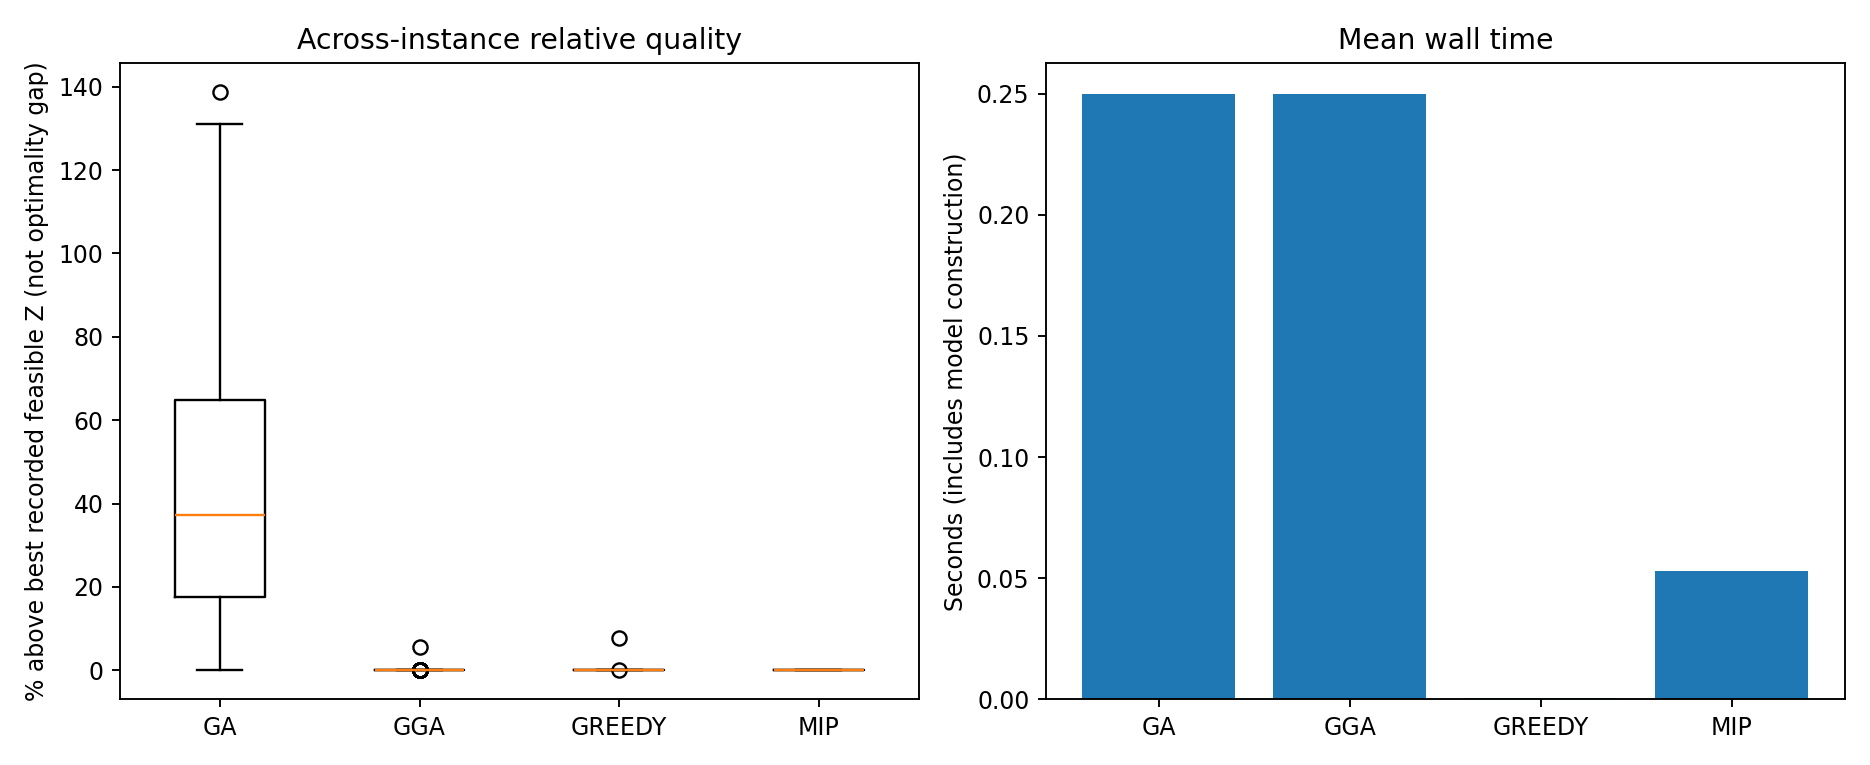 Across-instance relative quality
% above best recorded feasible Z (not optimality gap)
140
120
100
80
60
40
20
0
GA
GGA
GREEDY
MIP
Mean wall time
Seconds (includes model construction)
0.25
0.20
0.15
0.10
0.05
0.00
GA
GGA
GREEDY
MIP